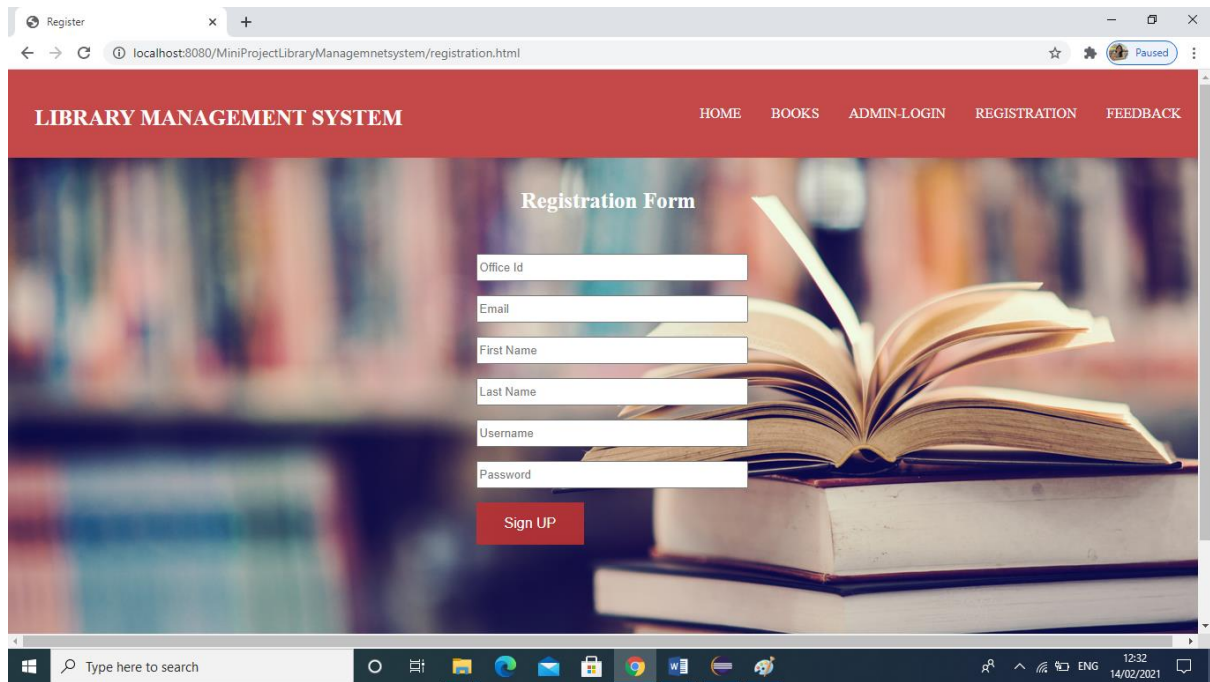 Register
localhost:8080/MiniProjectLibraryManagemnetsystem/registration.html
Paused
LIBRARY MANAGEMENT SYSTEM
HOME BOOKS ADMIN-LOGIN REGISTRATION FEEDBACK
Registration Form
Office Id
Email
First Name
Last Name
Username
Password
Sign UP
Type here to search
ENG
12:32
14/02/2021